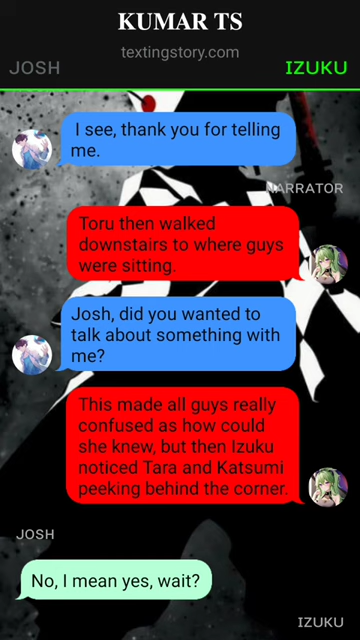 KUMAR TS
textingstory.com
JOSH
IZUKU
I see, thank you for telling
me.
NARRATOR
Toru then walked
downstairs to where guys
were sitting.
Josh, did you wanted to
talk about something with
me?
This made all guys really
confused as how could
she knew, but then Izuku
noticed Tara and Katsumi
peeking behind the corner.
JOSH
No, I mean yes, wait?
IZUKU